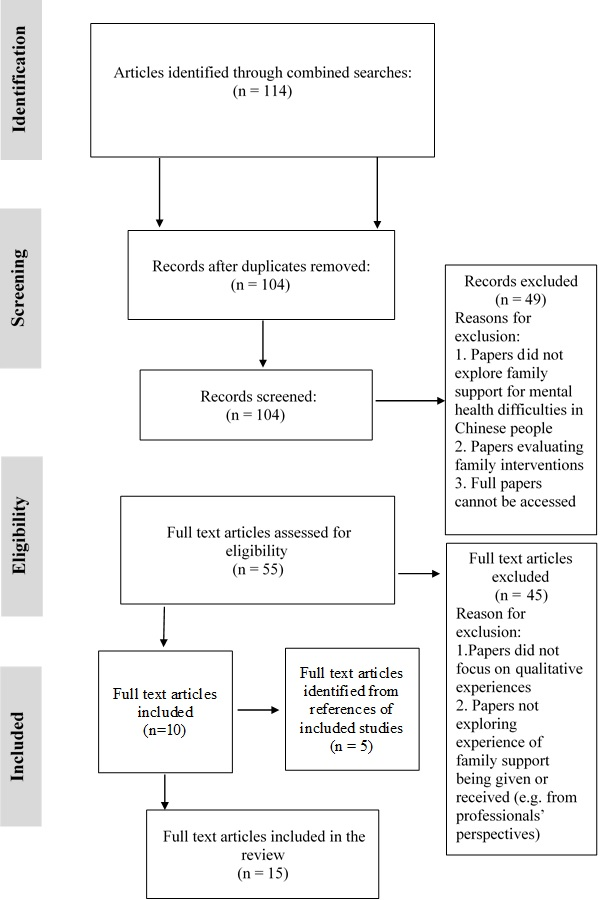 Identification
Articles identified through combined searches:
(n = 114)
Screening
Records after duplicates removed:
(n = 104)
Records screened:
(n = 104)
Records excluded
(n = 49)
Reasons for
exclusion:
1. Papers did not
explore family
support for mental
health difficulties in
Chinese people
2. Papers evaluating
family interventions
3. Full papers
cannot be accessed
Eligibility
Full text articles assessed for
eligibility
(n = 55)
Full text articles
excluded
(n = 45)
Reason for
exclusion:
1.Papers did not
focus on qualitative
experiences
2. Papers not
exploring
experience of
family support
being given or
received (e.g. from
professionals’
perspectives)
Included
Full text articles
included
(n=10)
Full text articles
identified from
references of
included studies
(n = 5)
Full text articles included in the
review
(n = 15)